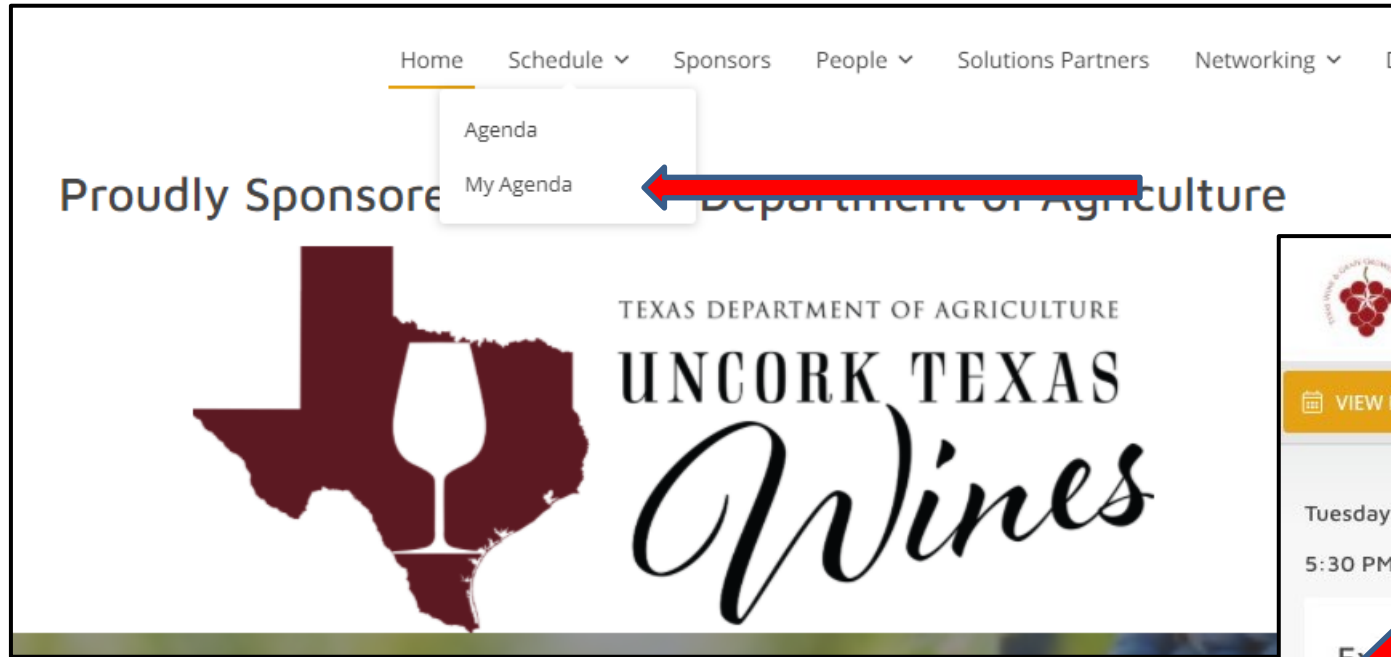 Home Schedule Sponsors People Solutions Partners Networking
Agenda
My Agenda
Proudly Department of Agriculture
TEXAS DEPARTMENT OF AGRICULTURE
UNCORK TEXAS
Wines
VIEW
Tuesday
5:30 PM